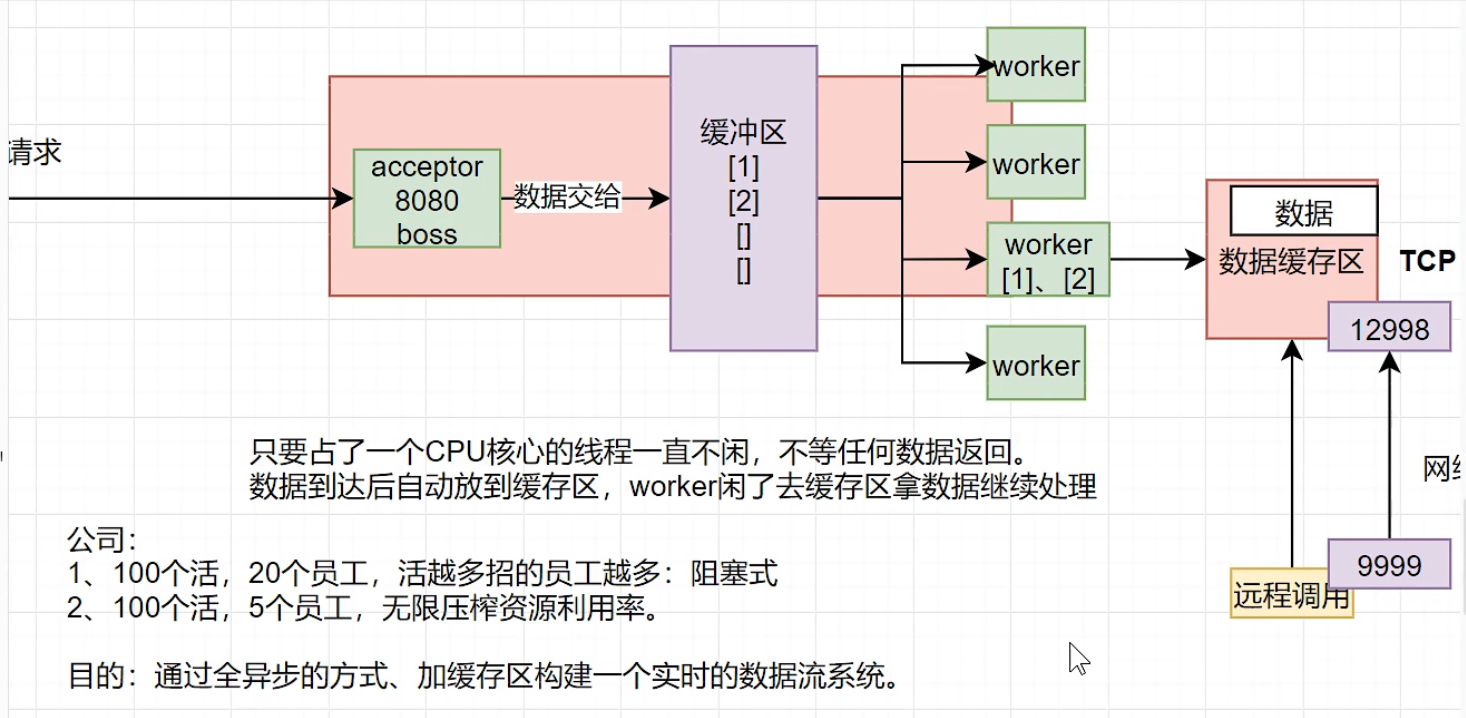 请求
acceptor
8080
boss
数据交给
缓冲区
[1]
[2]
[]
[]
worker
worker
worker
[1]、[2]
worker
数据
数据缓存区
TCP
12998
9999
远程调用
只要占了一个CPU核心的线程一直不闲，不等任何数据返回。
数据到达后自动放到缓存区，worker闲了去缓存区拿数据继续处理
公司：
1、100个活，20个员工，活越多招的员工越多：阻塞式
2、100个活，5个员工，无限压榨资源利用率。
目的：通过全异步的方式、加缓存区构建一个实时的数据流系统。